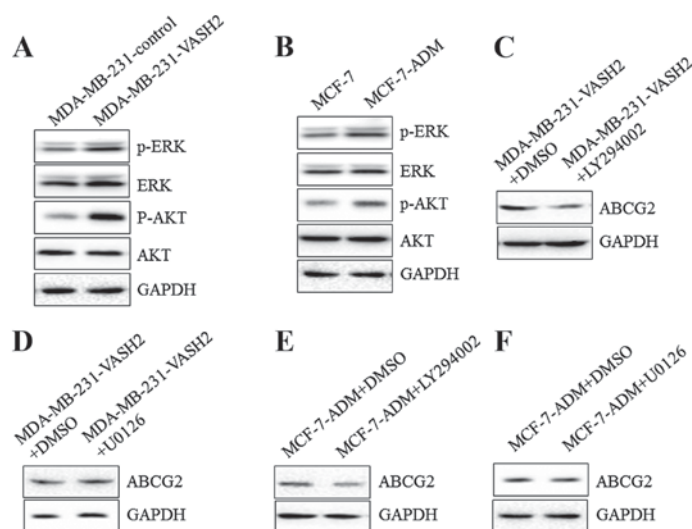 A
MDA-MB-231-control
MDA-MB-231-VASH2
p-ERK
ERK
P-AKT
AKT
GAPDH
B
MCF-7
MCF-7-ADM
p-ERK
ERK
p-AKT
AKT
GAPDH
C
MDA-MB-231-VASH2
+DMSO
MDA-MB-231-VASH2
+LY294002
ABCG2
GAPDH
D
MDA-MB-231-VASH2
+DMSO
MDA-MB-231-VASH2
+U0126
ABCG2
GAPDH
E
MCF-7-ADM+DMSO
MCF-7-ADM+LY294002
ABCG2
GAPDH
F
MCF-7-ADM+DMSO
MCF-7-ADM+U0126
ABCG2
GAPDH